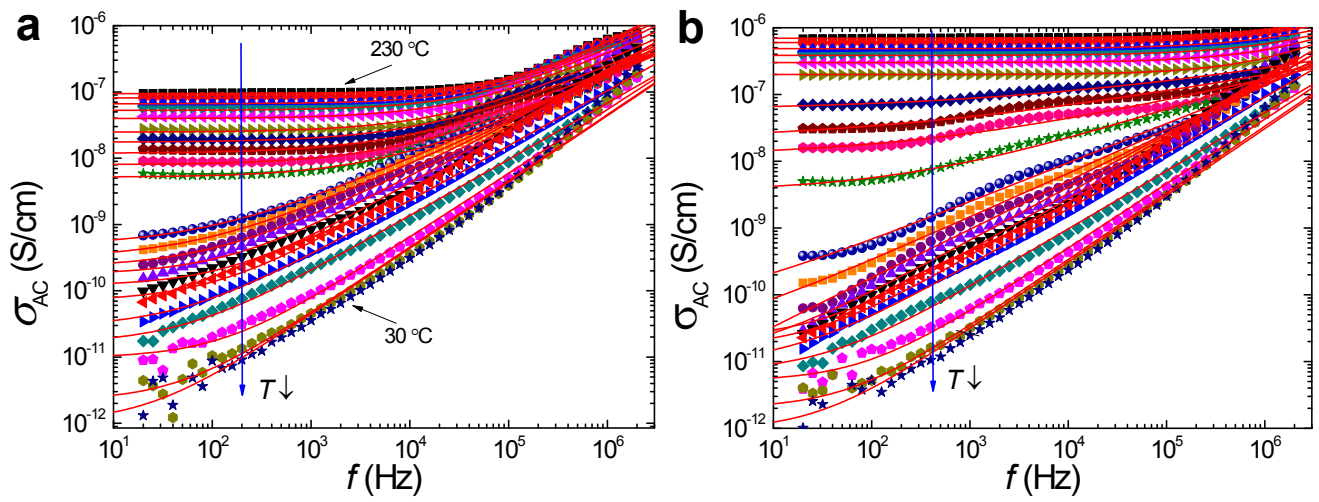 a
10⁻⁶
10⁻⁷
10⁻⁸
10⁻⁹
10⁻¹⁰
10⁻¹¹
10⁻¹²
σAC (S/cm)
230 °C
30 °C
T↓
10¹ 10² 10³ 10⁴ 10⁵ 10⁶
f (Hz)
b
10⁻⁶
10⁻⁷
10⁻⁸
10⁻⁹
10⁻¹⁰
10⁻¹¹
10⁻¹²
σAC (S/cm)
T↓
10¹ 10² 10³ 10⁴ 10⁵ 10⁶
f (Hz)